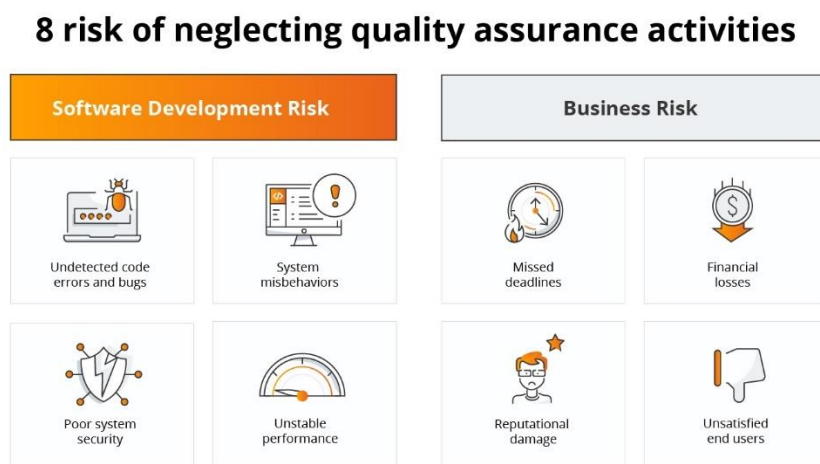 8 risk of neglecting quality assurance activities
Software Development Risk
Business Risk
Undetected code
errors and bugs
System
misbehaviors
Missed
deadlines
Financial
losses
Poor system
security
Unstable
performance
Reputational
damage
Unsatisfied
end users